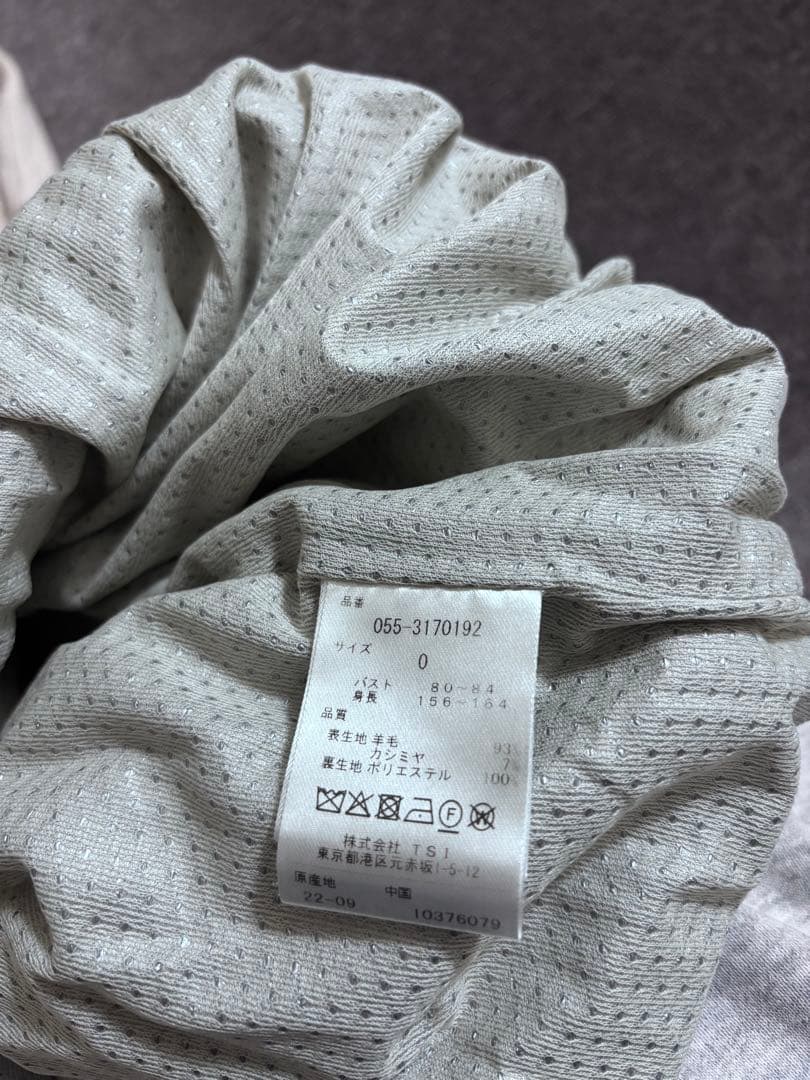 品番
055-3170192
サイズ
0
バスト 80~84
身長 156~164
品質
表生地 羊毛 93%
カシミヤ 7%
裏生地 ポリエステル 100%
F W
株式会社 TSI
東京都港区元赤坂1-5-12
原産地 中国
22-09 10376079